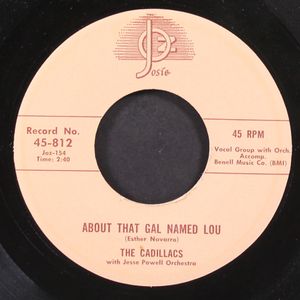 Josie
Record No.
45-812
Joz-154
Time: 2:40
45 RPM
Vocal Group with Orch.
Accomp.
Benell Music Co. (BMI)
ABOUT THAT GAL NAMED LOU
(Esther Navarro)
THE CADILLACS
with Jesse Powell Orchestra